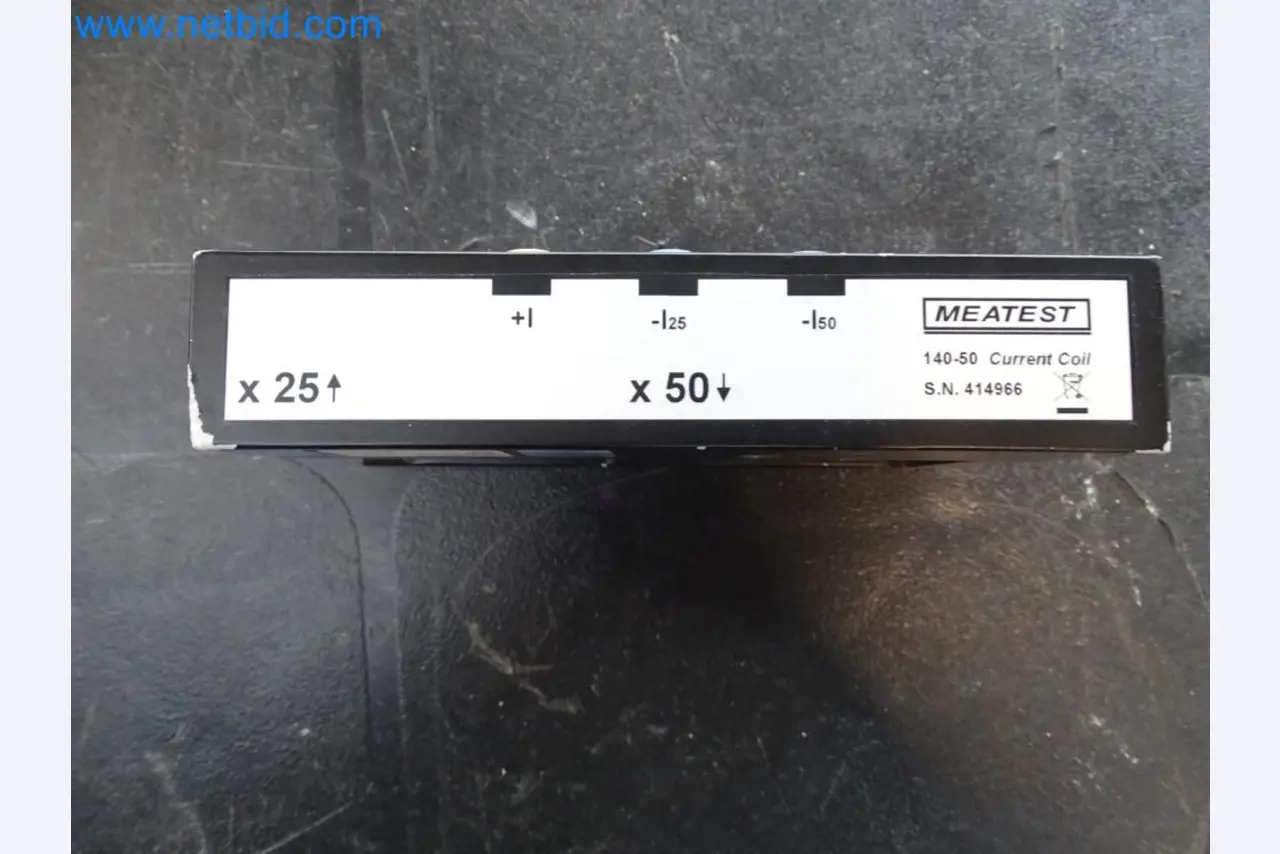 www.netbid.com
+I
-I25
-I50
MEATEST
140-50 Current Coil
S.N. 414966
x 25↑
x 50↓